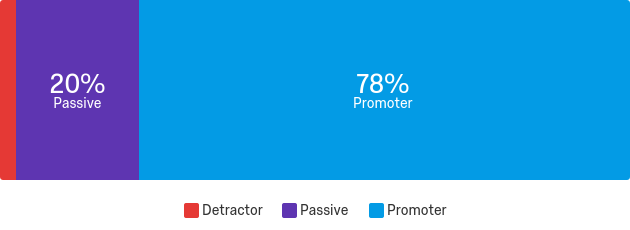 20%
Passive
78%
Promoter
Detractor Passive Promoter